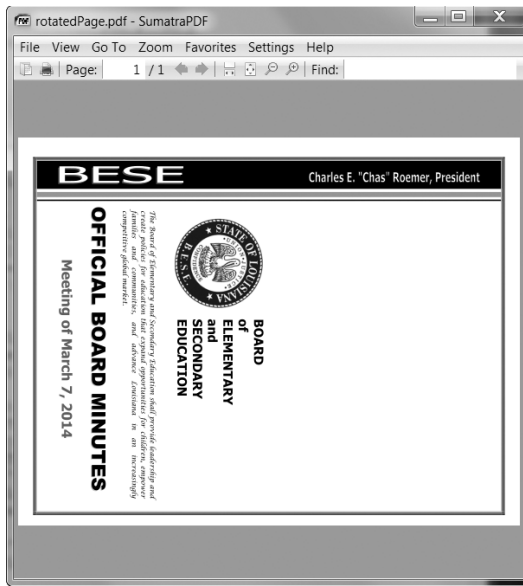 rotatedPage.pdf - SumatraPDF
File View Go To Zoom Favorites Settings Help
Page: 1 / 1 Find:
BESE Charles E. "Chas" Roemer, President
STATE OF LOUISIANA
B.E.S.E.
BOARD
of
ELEMENTARY
and
SECONDARY
EDUCATION
The Board of Elementary and Secondary Education shall provide leadership and
create policies for education that expand opportunities for children, empower
families and communities, and advance Louisiana in an increasingly
competitive global market.
OFFICIAL BOARD MINUTES
Meeting of March 7, 2014